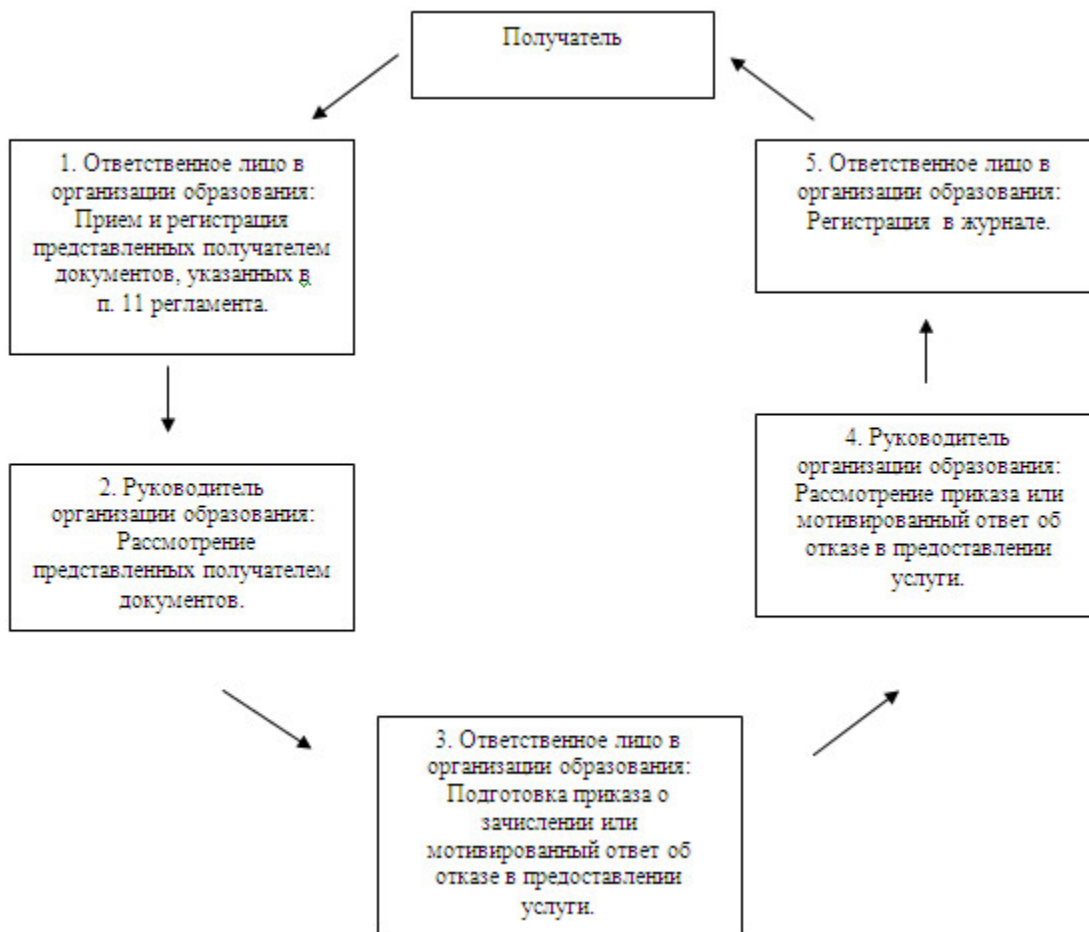 Получатель
1. Ответственное лицо в
организации образования:
Прием и регистрация
представленных получателем
документов, указанных в
п. 11 регламента.
2. Руководитель
организации образования:
Рассмотрение
представленных получателем
документов.
3. Ответственное лицо в
организации образования:
Подготовка приказа о
зачислении или
мотивированный ответ об
отказе в предоставлении
услуги.
4. Руководитель
организации образования:
Рассмотрение приказа или
мотивированный ответ об
отказе в предоставлении
услуги.
5. Ответственное лицо в
организации образования:
Регистрация в журнале.